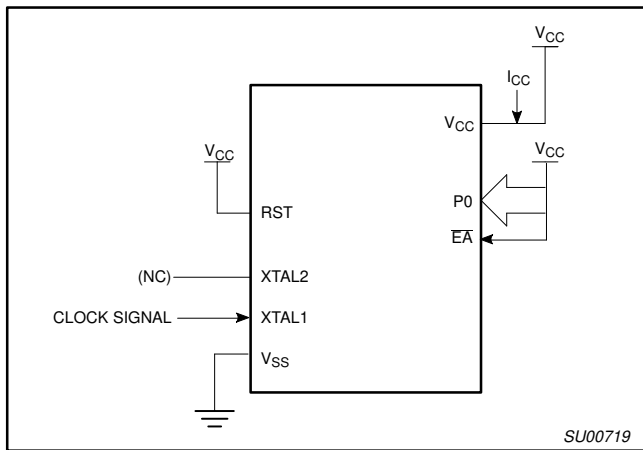 VCC
ICC
VCC
VCC
VCC
P0
RST
EA
(NC)
XTAL2
CLOCK SIGNAL
XTAL1
VSS
SU00719